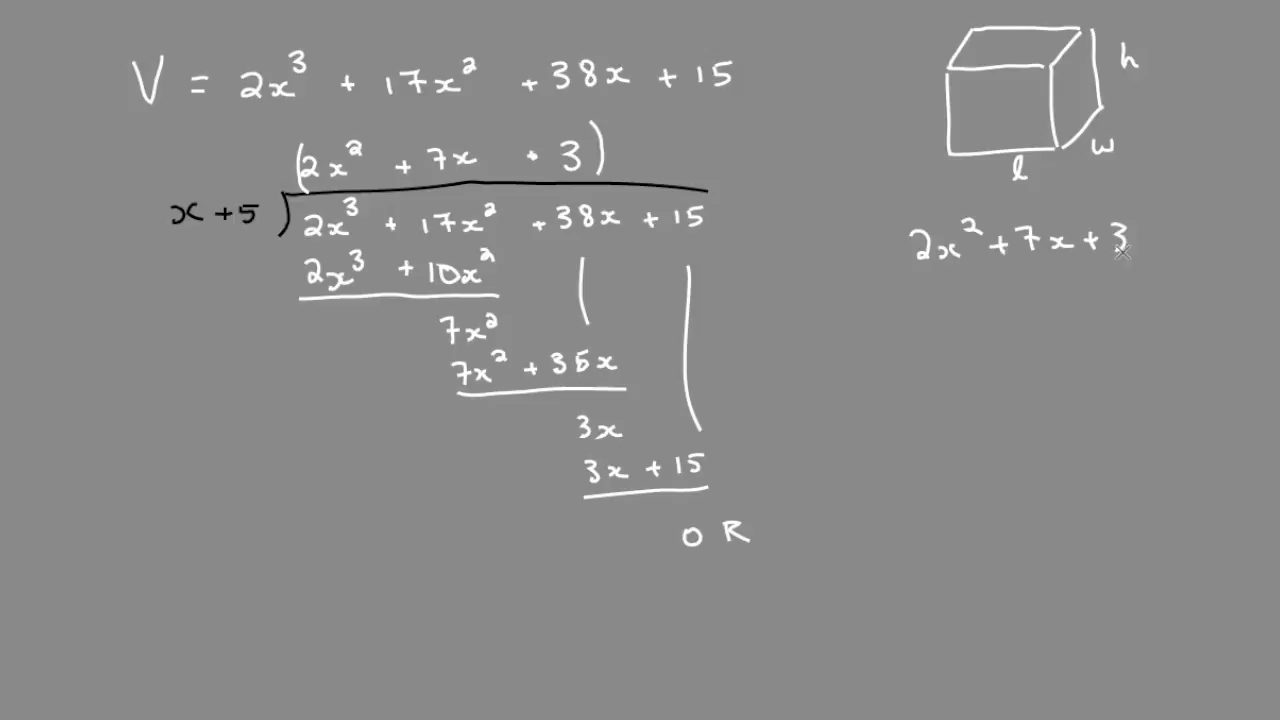 V = 2x³ + 17x² + 38x + 15
h
(2x² + 7x + 3)
w
l
x + 5 ) 2x³ + 17x² + 38x + 15
2x² + 7x + 3
2x³ + 10x²
7x²
7x² + 35x
3x
3x + 15
0 R